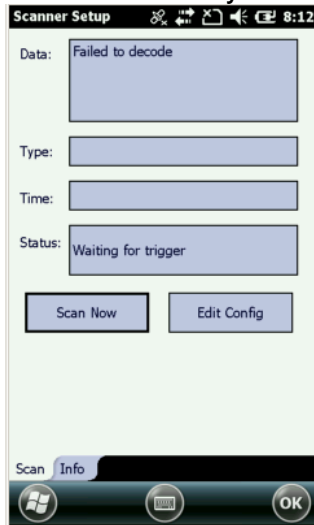 Scanner Setup 8:12
Data: Failed to decode
Type:
Time:
Status: Waiting for trigger
Scan Now Edit Config
Scan Info
OK